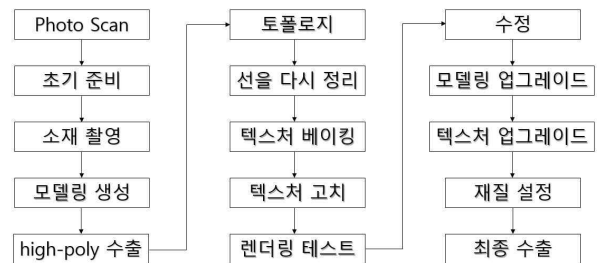 Photo Scan
초기 준비
소재 촬영
모델링 생성
high-poly 수출
토폴로지
선을 다시 정리
텍스처 베이킹
텍스처 고치
렌더링 테스트
수정
모델링 업그레이드
텍스처 업그레이드
재질 설정
최종 수출